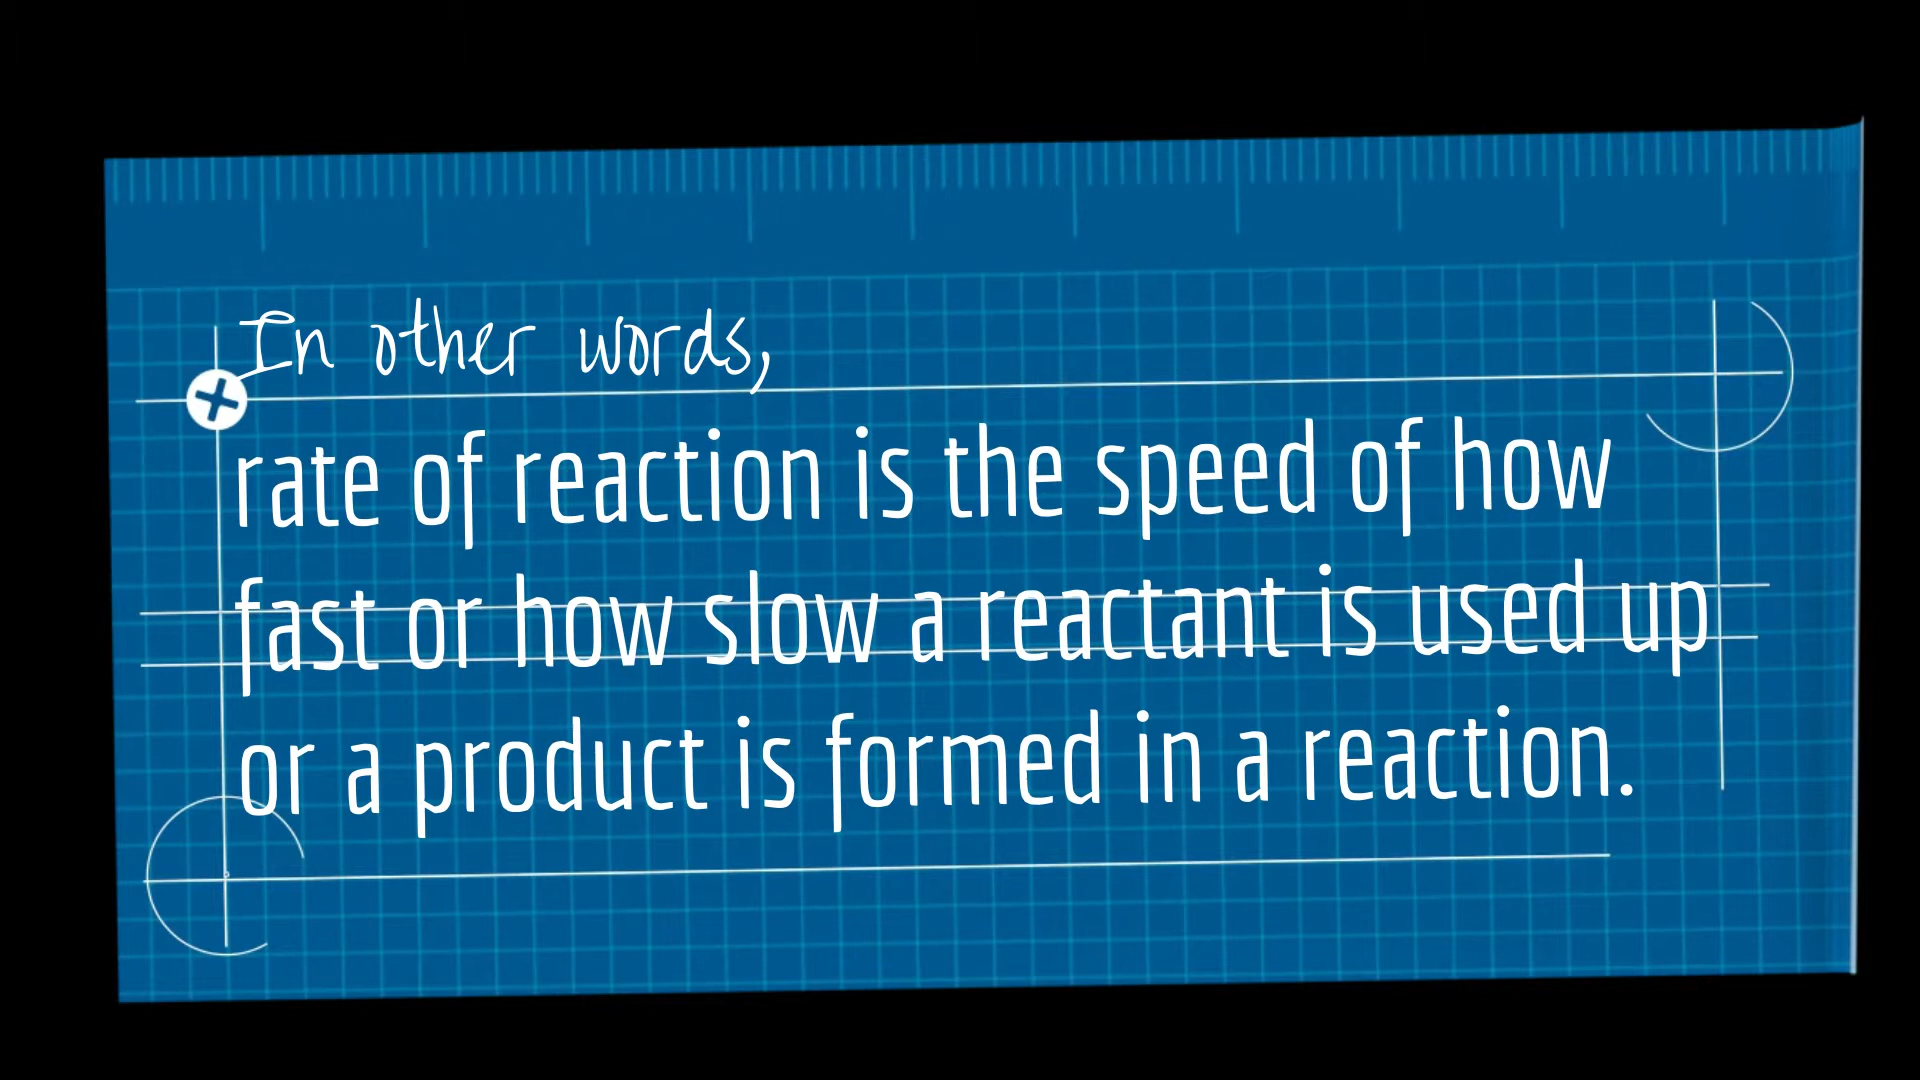 In other words,
rate of reaction is the speed of how
fast or how slow a reactant is used up
or a product is formed in a reaction.